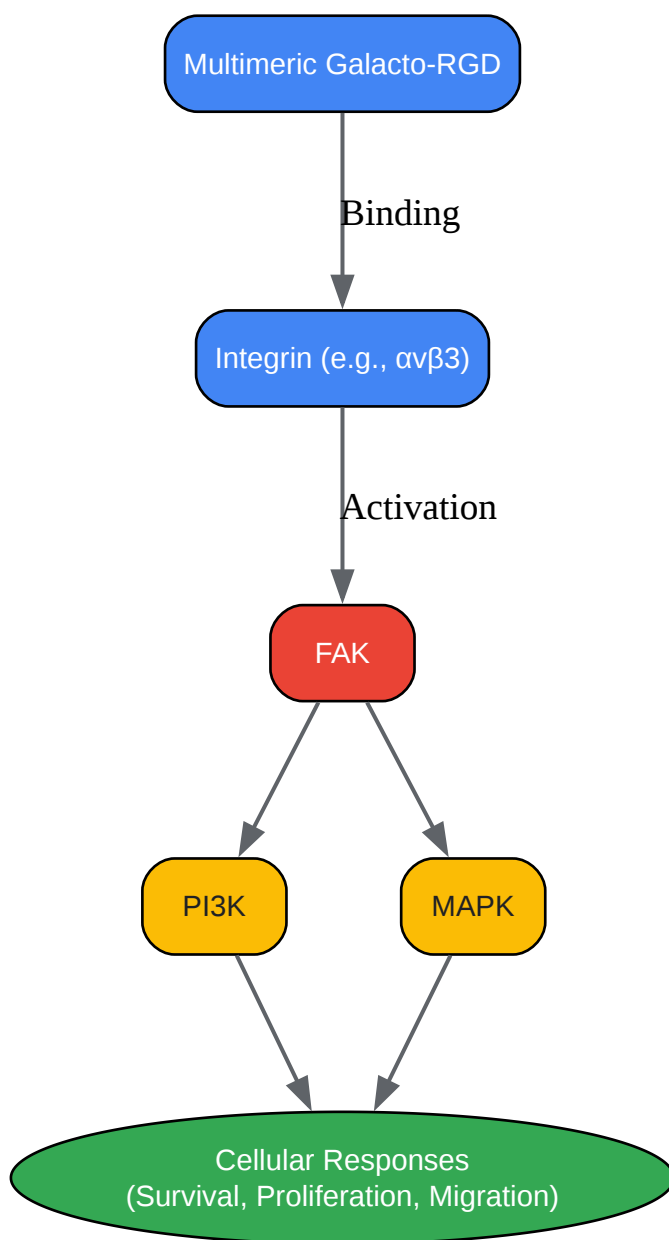 Multimeric Galacto-RGD
Binding
Integrin (e.g., αvβ3)
Activation
FAK
PI3K
MAPK
Cellular Responses
(Survival, Proliferation, Migration)